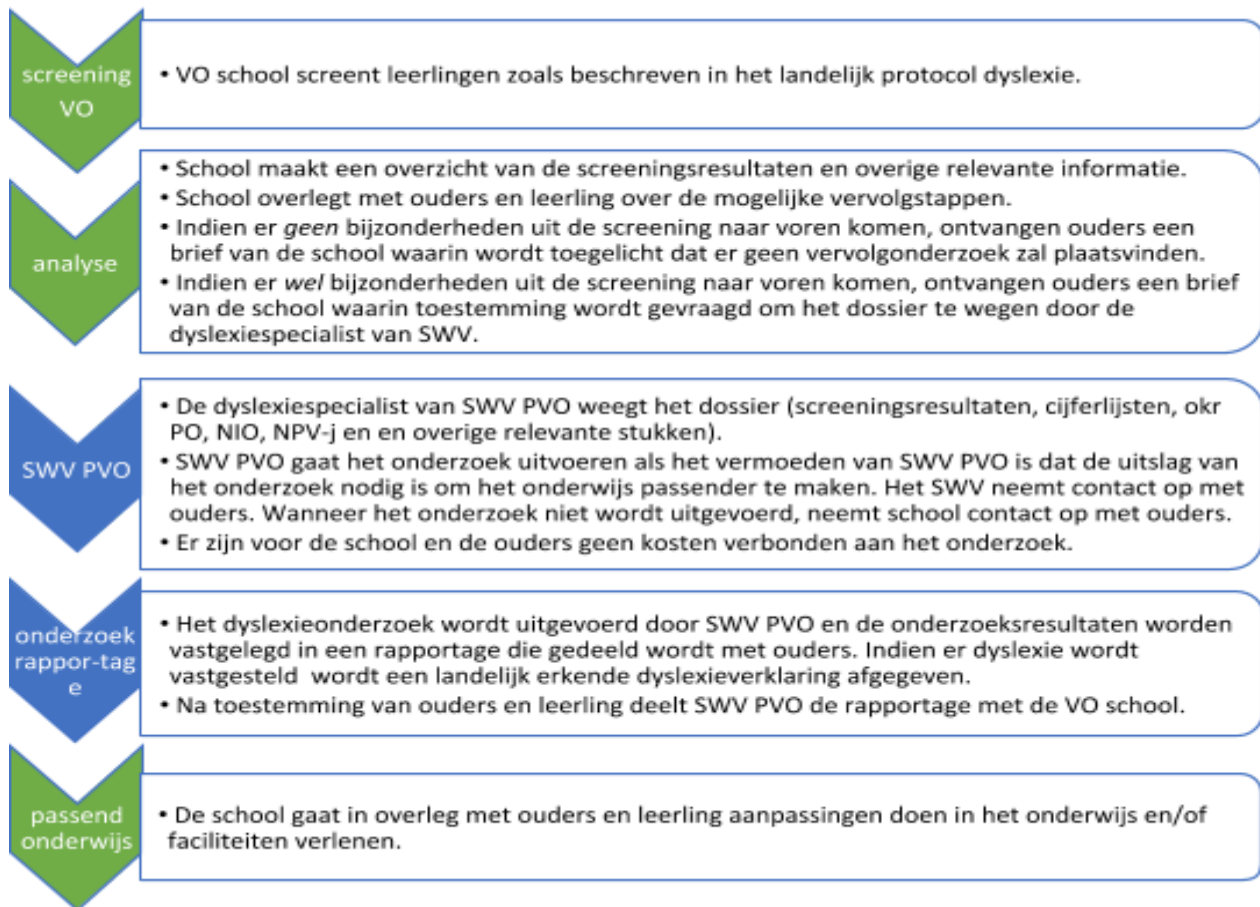 screening
VO
• VO school screent leerlingen zoals beschreven in het landelijk protocol dyslexie.
analyse
• School maakt een overzicht van de screeningsresultaten en overige relevante informatie.
• School overlegt met ouders en leerling over de mogelijke vervolgstappen.
• Indien er geen bijzonderheden uit de screening naar voren komen, ontvangen ouders een
brief van de school waarin wordt toegelicht dat er geen vervolgonderzoek zal plaatsvinden.
• Indien er wel bijzonderheden uit de screening naar voren komen, ontvangen ouders een brief
van de school waarin toestemming wordt gevraagd om het dossier te wegen door de
dyslexiespecialist van SWV.
SWV PVO
• De dyslexiespecialist van SWV PVO weegt het dossier (screeningsresultaten, cijferlijsten, okr
PO, NIO, NPV-j en en overige relevante stukken).
• SWV PVO gaat het onderzoek uitvoeren als het vermoeden van SWV PVO is dat de uitslag van
het onderzoek nodig is om het onderwijs passender te maken. Het SWV neemt contact op met
ouders. Wanneer het onderzoek niet wordt uitgevoerd, neemt school contact op met ouders.
• Er zijn voor de school en de ouders geen kosten verbonden aan het onderzoek.
onderzoek
rappor-tag
e
• Het dyslexieonderzoek wordt uitgevoerd door SWV PVO en de onderzoeksresultaten worden
vastgelegd in een rapportage die gedeeld wordt met ouders. Indien er dyslexie wordt
vastgesteld wordt een landelijk erkende dyslexieverklaring afgegeven.
• Na toestemming van ouders en leerling deelt SWV PVO de rapportage met de VO school.
passend
onderwijs
• De school gaat in overleg met ouders en leerling aanpassingen doen in het onderwijs en/of
faciliteiten verlenen.